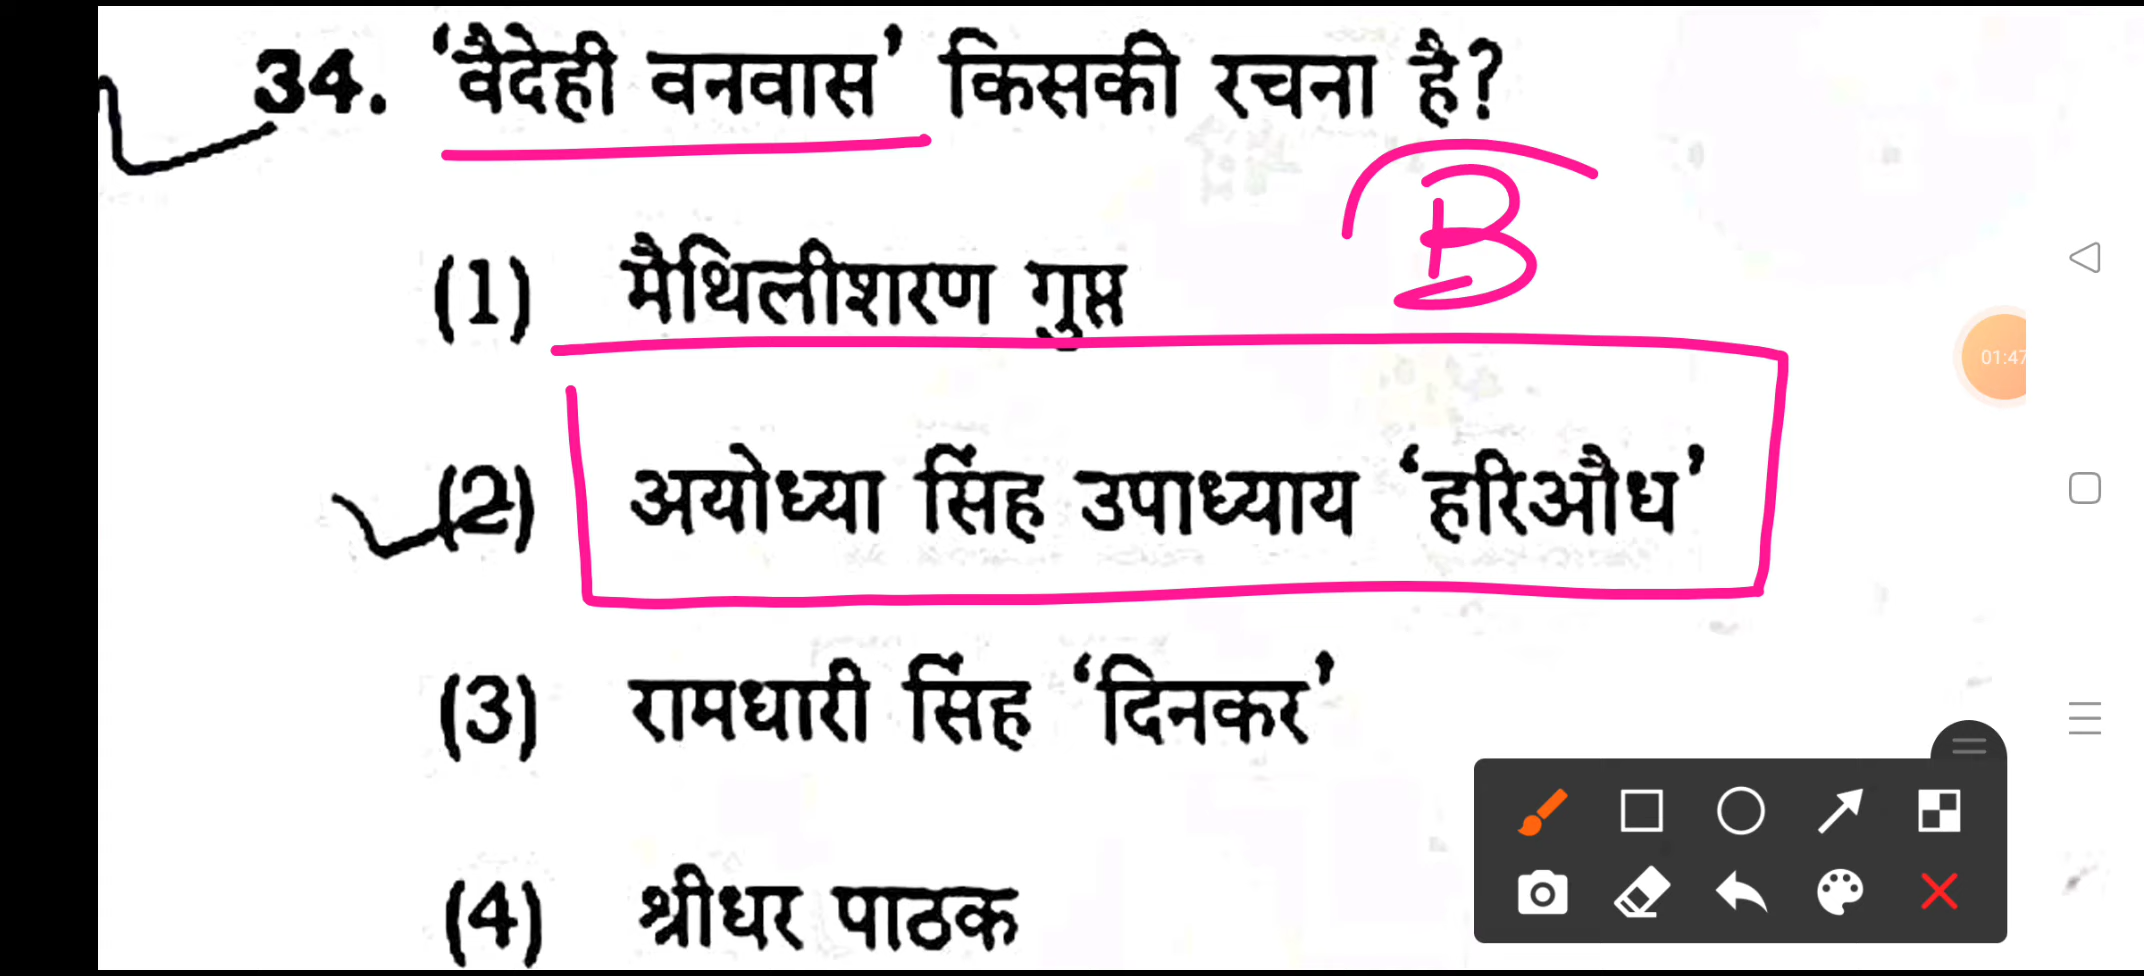 34. ‘वैदेही वनवास’ किसकी रचना है?
B
(1) मैथिलीशरण गुप्त
01:47
(2) अयोध्या सिंह उपाध्याय ‘हरिऔध’
(3) रामधारी सिंह ‘दिनकर’
(4) श्रीधर पाठक